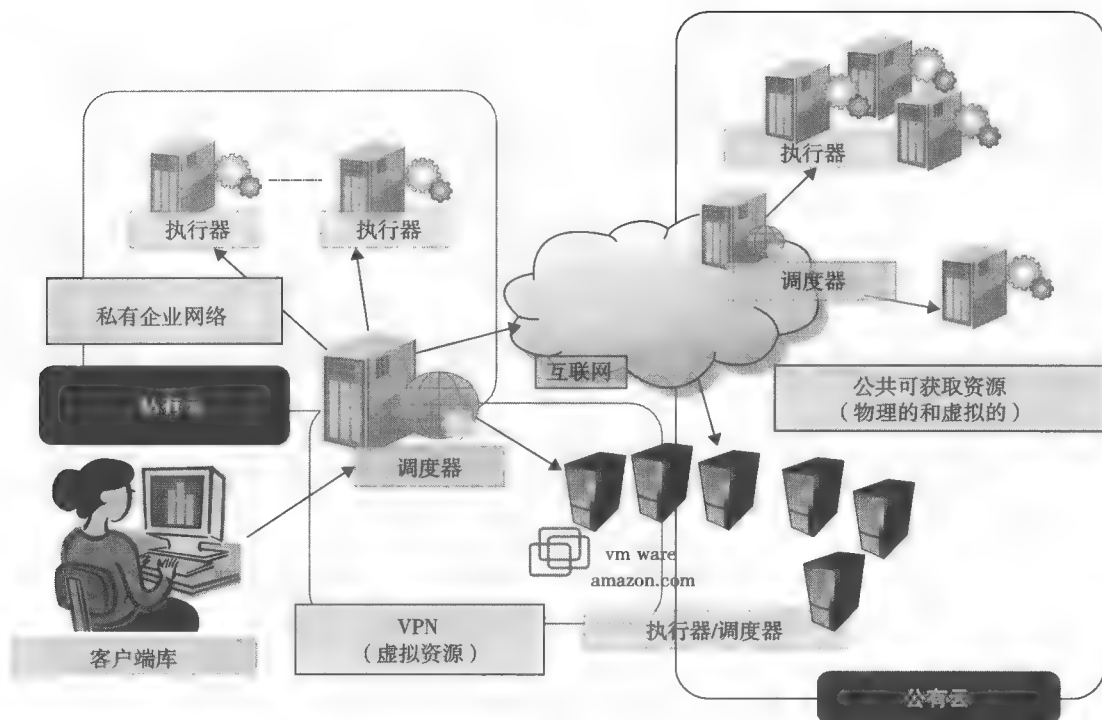 执行器
执行器
执行器
私有企业网络
调度器
互联网
公共可获取资源
（物理的和虚拟的）
调度器
vm ware
amazon.com
VPN
（虚拟资源）
执行器/调度器
客户端库
公有云